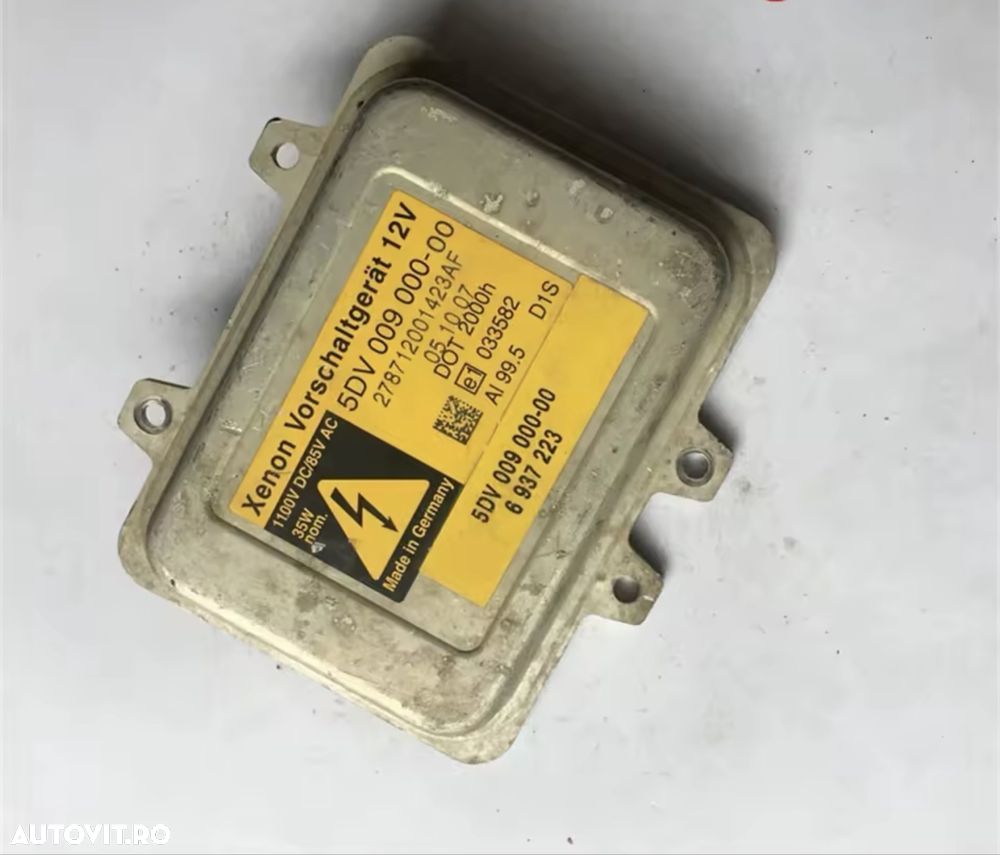 Xenon Vorschaltgerät 12V
5DV 009 000-00
278712001423AF
05.10.07
DOT 2000h
e1 033582
AI 99.5 D1S
1100V DC/85V AC
35W
nom.
Made in Germany
5DV 009 000-00
6 937 223
AUTOVIT.RO